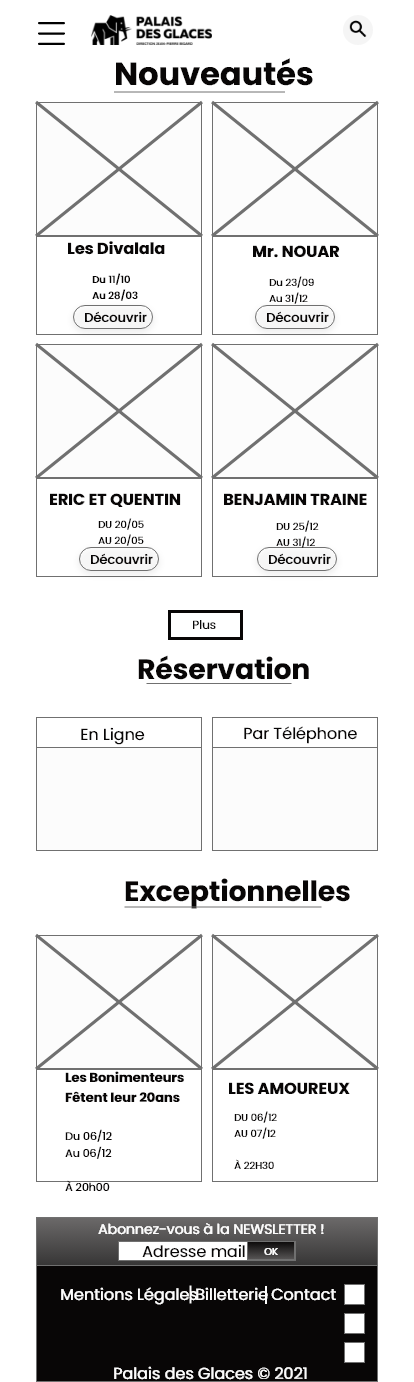 PALAIS
DES GLACES
DIRECTION JEAN-PIERRE BIGARD
Nouveautés
Les Divalala
Du 11/10
Au 28/03
Découvrir
Mr. NOUAR
Du 23/09
Au 31/12
Découvrir
ERIC ET QUENTIN
DU 20/05
AU 20/05
Découvrir
BENJAMIN TRAINE
DU 25/12
AU 31/12
Découvrir
Plus
Réservation
En Ligne
Par Téléphone
Exceptionnelles
Les Bonimenteurs
Fêtent leur 20ans
Du 06/12
Au 06/12
À 20h00
LES AMOUREUX
DU 06/12
AU 07/12
À 22H30
Abonnez-vous à la NEWSLETTER !
Adresse mail OK
Mentions Légales|Billetterie|Contact
Palais des Glaces © 2021